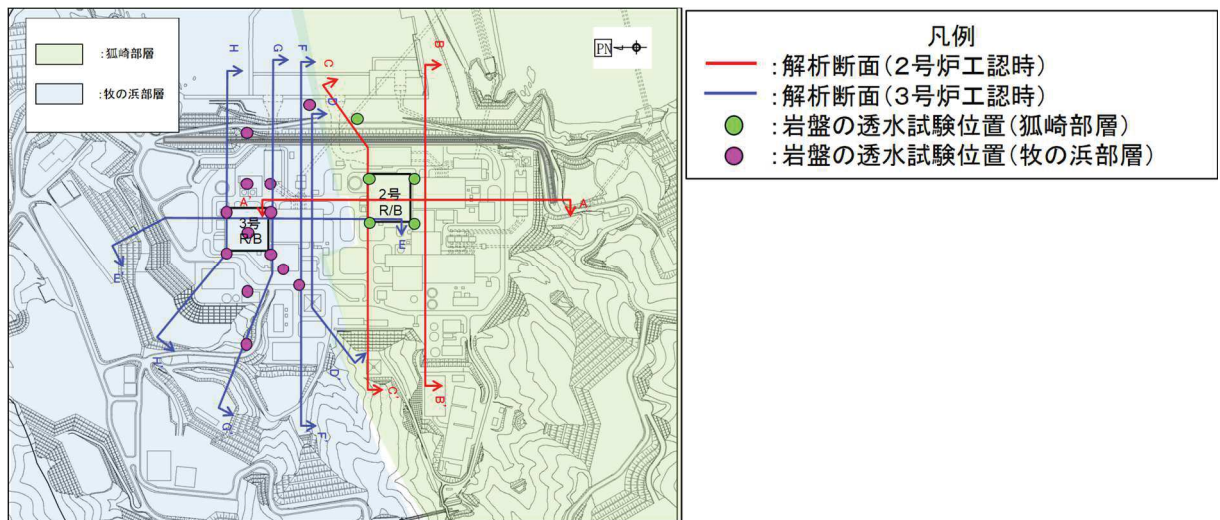 :狐崎部層
:牧の浜部層
H
G
F
C
D
B
PN
2号
R/B
A'
A
3号
R/B
E
E
H'
D'
C'
B'
G'
F'
凡例
:解析断面(2号炉工認時)
:解析断面(3号炉工認時)
:岩盤の透水試験位置(狐崎部層)
:岩盤の透水試験位置(牧の浜部層)